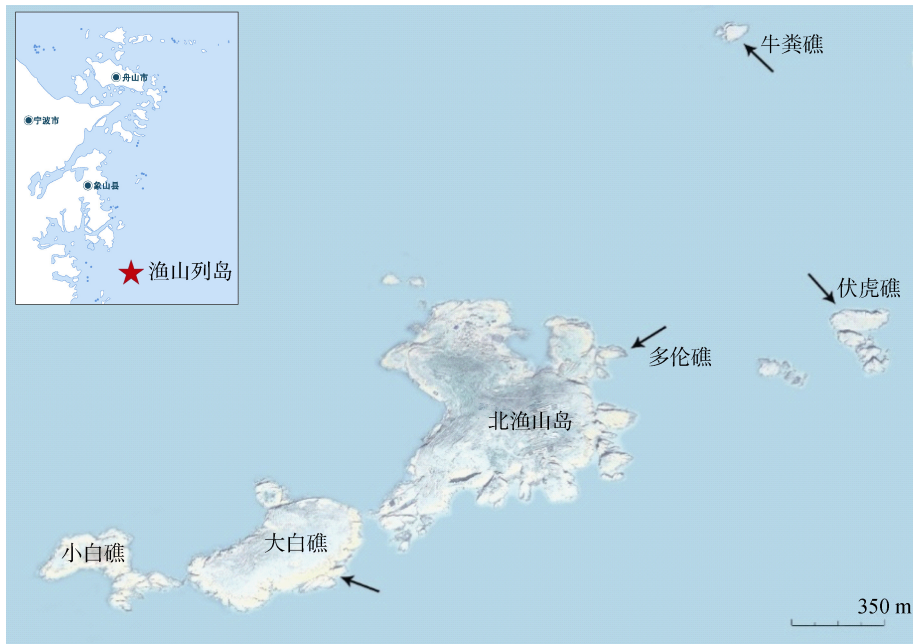 舟山市
宁波市
象山县
渔山列岛
牛粪礁
伏虎礁
多伦礁
北渔山岛
大白礁
小白礁
350 m